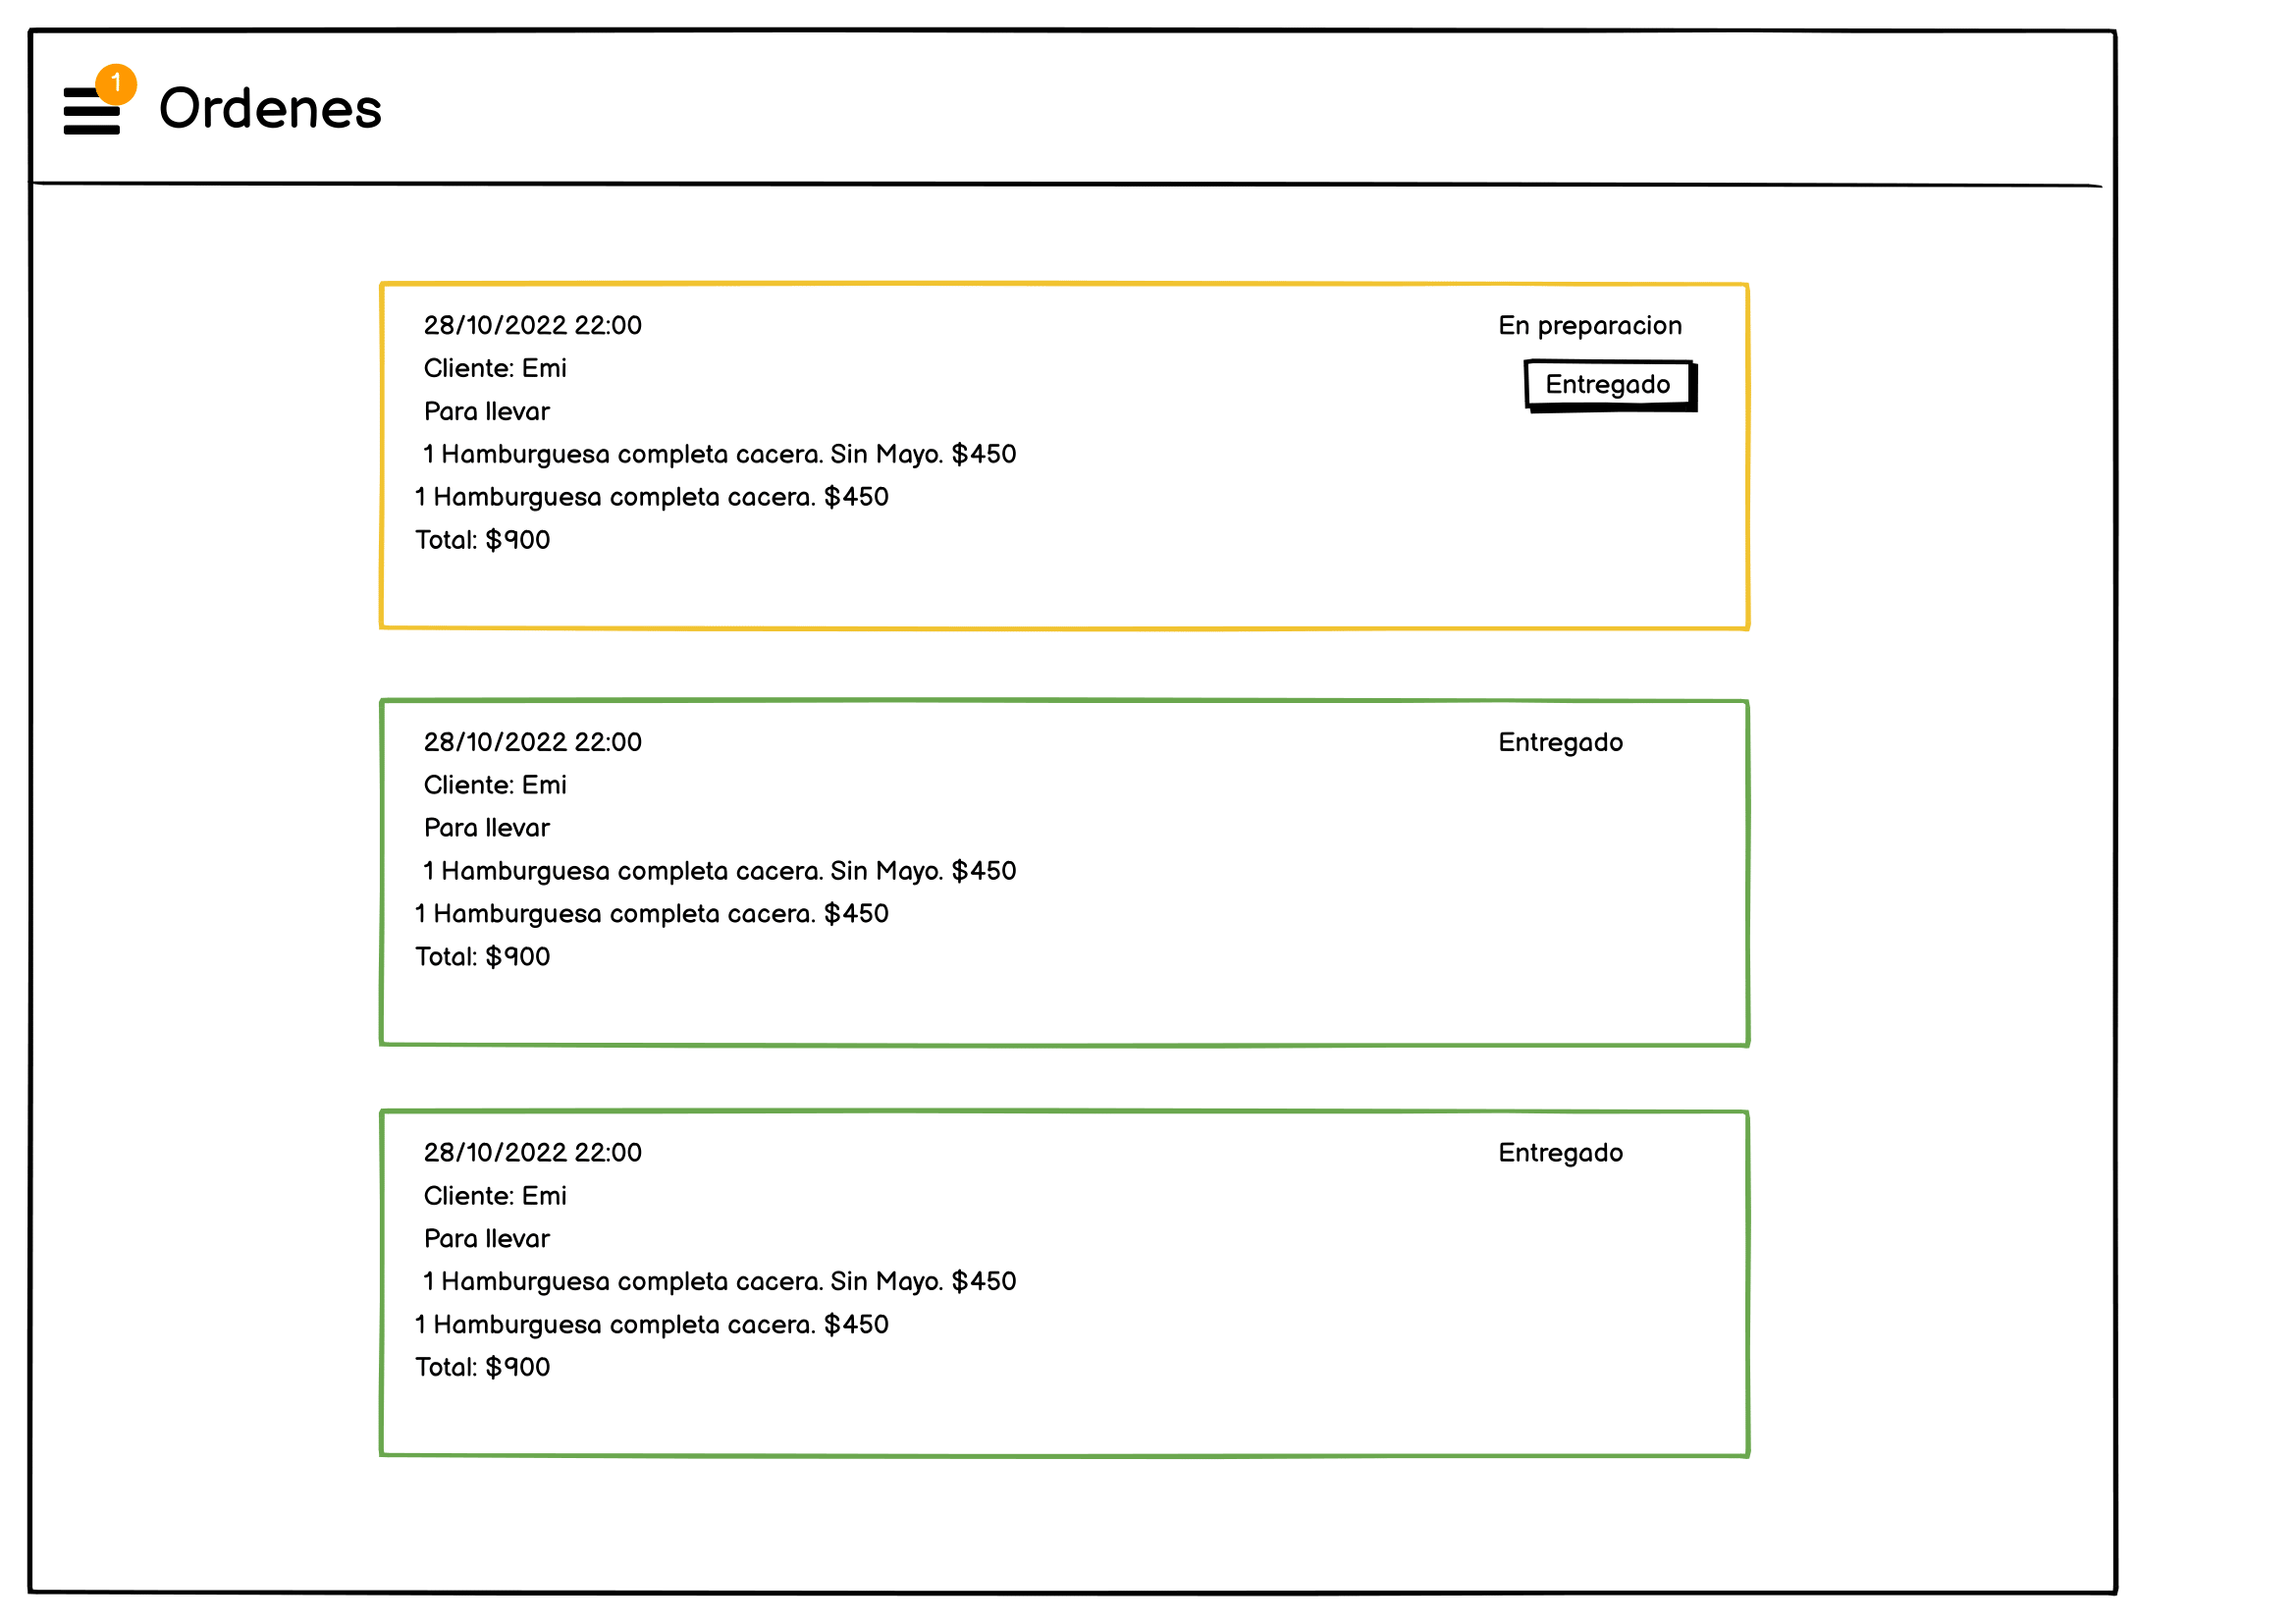 1
Ordenes
28/10/2022 22:00
En preparacion
Cliente: Emi
Entregado
Para llevar
1 Hamburguesa completa cacera. Sin Mayo. $450
1 Hamburguesa completa cacera. $450
Total: $900
28/10/2022 22:00
Entregado
Cliente: Emi
Para llevar
1 Hamburguesa completa cacera. Sin Mayo. $450
1 Hamburguesa completa cacera. $450
Total: $900
28/10/2022 22:00
Entregado
Cliente: Emi
Para llevar
1 Hamburguesa completa cacera. Sin Mayo. $450
1 Hamburguesa completa cacera. $450
Total: $900